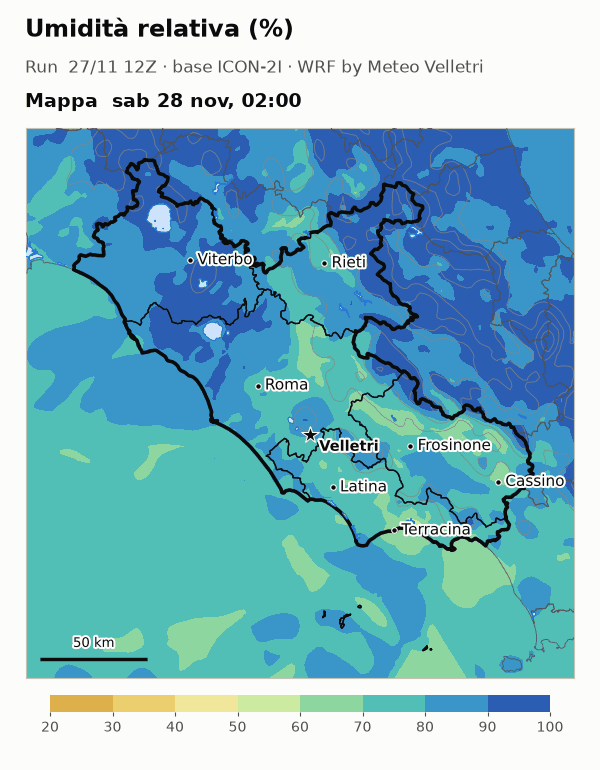 Umidità relativa (%)
Run  27/11 12Z · base ICON-2I · WRF by Meteo Velletri
Mappa  sab 28 nov, 02:00
Viterbo
Rieti
Roma
Velletri
Frosinone
Cassino
Latina
Terracina
50 km
20 30 40 50 60 70 80 90 100